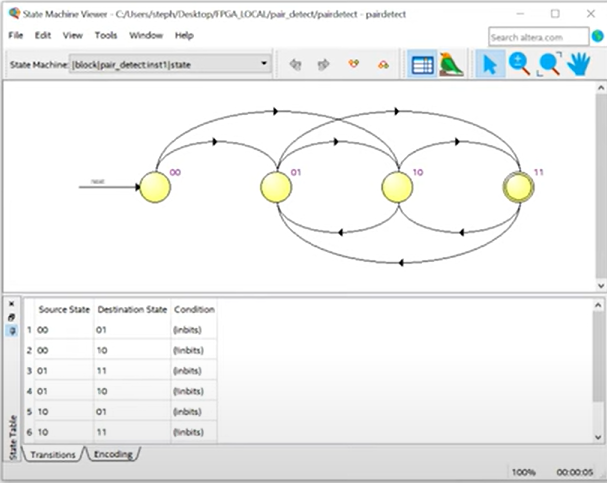 State Machine Viewer - C:/Users/steph/Desktop/FPGA_LOCAL/pair_detect/pairdetect - pairdetect
File Edit View Tools Window Help
Search altera.com
State Machine: |block|pair_detect:inst1|state
reset
00 01 10 11
Source State Destination State Condition
1 00 01 (inbits)
2 00 10 (!inbits)
3 01 11 (inbits)
4 01 10 (!inbits)
5 10 01 (inbits)
6 10 11 (!inbits)
State Table
Transitions Encoding
100% 00:00:05